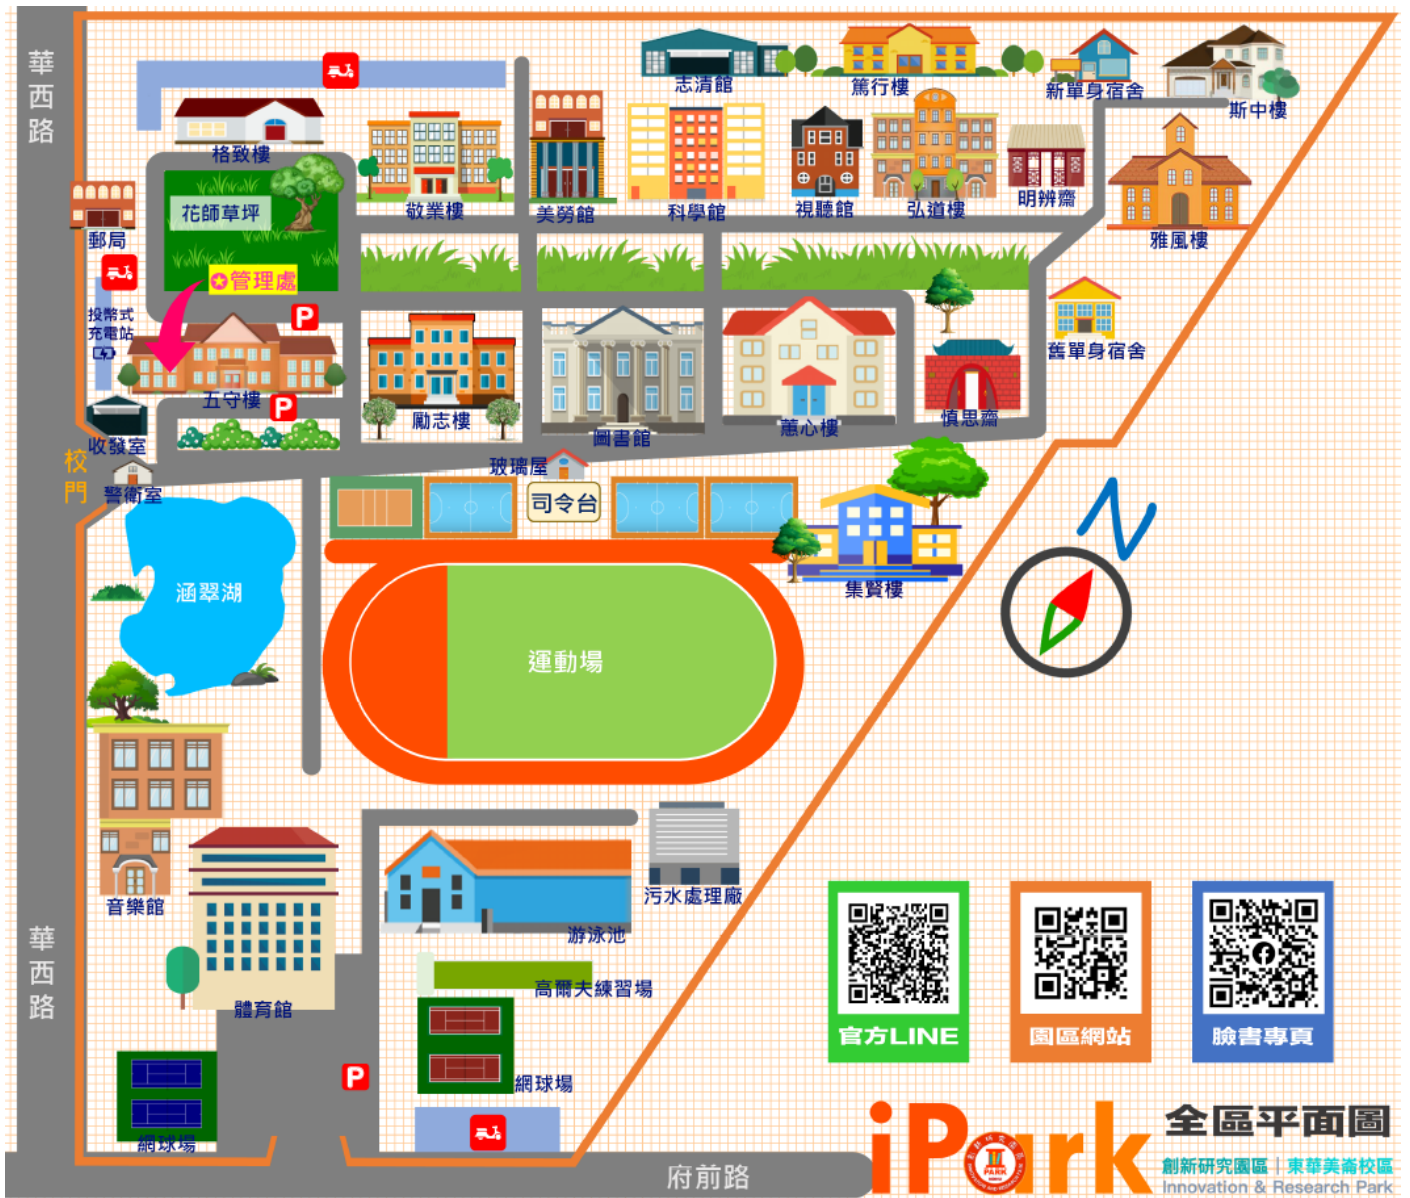 華西路
志清館
篤行樓
新單身宿舍
斯中樓
格致樓
敬業樓
美勞館
科學館
視聽館
弘道樓
明辨齋
雅風樓
花師草坪
郵局
✪管理處
投幣式
充電站
P
五守樓
P
勵志樓
圖書館
蕙心樓
慎思齋
舊單身宿舍
收發室
校門
警衛室
玻璃屋
司令台
集賢樓
N
涵翠湖
運動場
音樂館
華西路
體育館
游泳池
污水處理廠
高爾夫練習場
網球場
P
網球場
府前路
官方LINE
園區網站
臉書專頁
iPark
PARK
全區平面圖
創新研究園區｜東華美崙校區
Innovation & Research Park